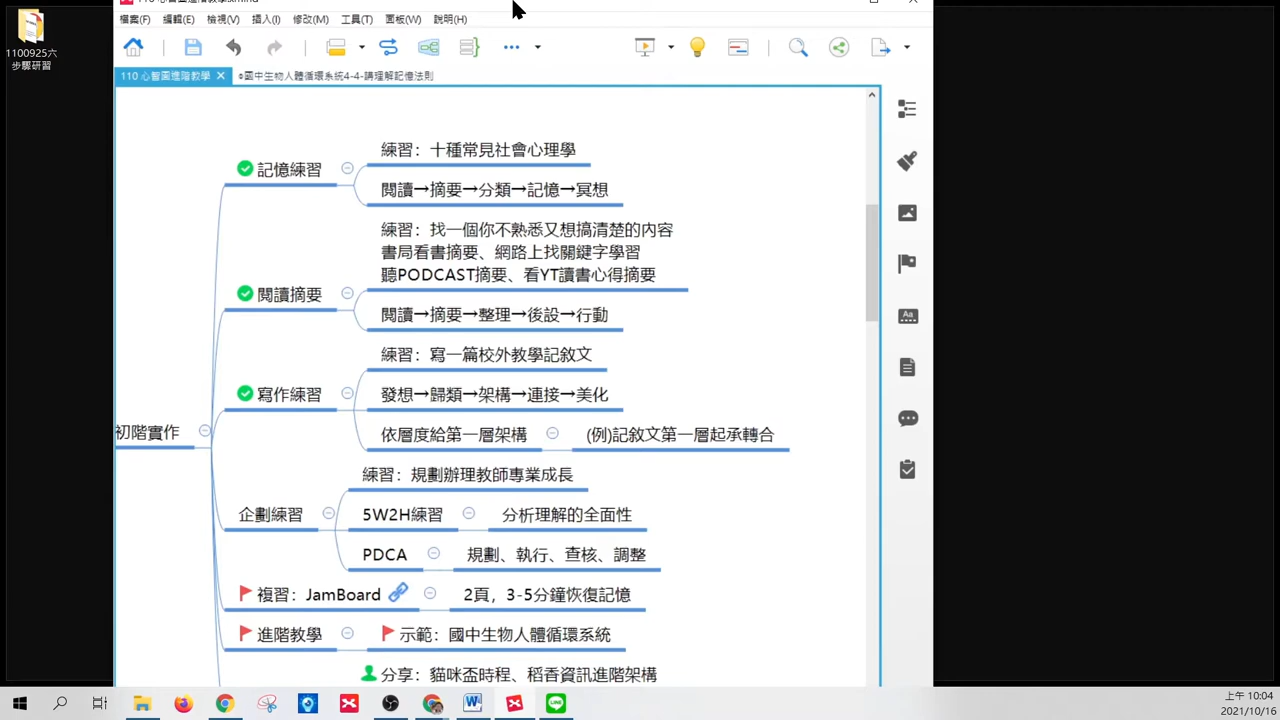 1100925六
步驟研習
檔案(F) 編輯(E) 檢視(V) 插入(I) 修改(M) 工具(T) 面板(W) 說明(H)
110 心智圖進階教學
國中生物人體循環系統4-4-請理解記憶法則
記憶練習
練習：十種常見社會心理學
閱讀→摘要→分類→記憶→冥想
閱讀摘要
練習：找一個你不熟悉又想搞清楚的內容
書局看書摘要、網路上找關鍵字學習
聽PODCAST摘要、看YT讀書心得摘要
閱讀→摘要→整理→後設→行動
寫作練習
練習：寫一篇校外教學記敘文
發想→歸類→架構→連接→美化
依層度給第一層架構
(例)記敘文第一層起承轉合
初階實作
企劃練習
練習：規劃辦理教師專業成長
5W2H練習
分析理解的全面性
PDCA
規劃、執行、查核、調整
複習：JamBoard
2頁，3-5分鐘恢復記憶
進階教學
示範：國中生物人體循環系統
分享：貓咪盃時程、稻香資訊進階架構
Aa
上午 10:04
2021/10/16